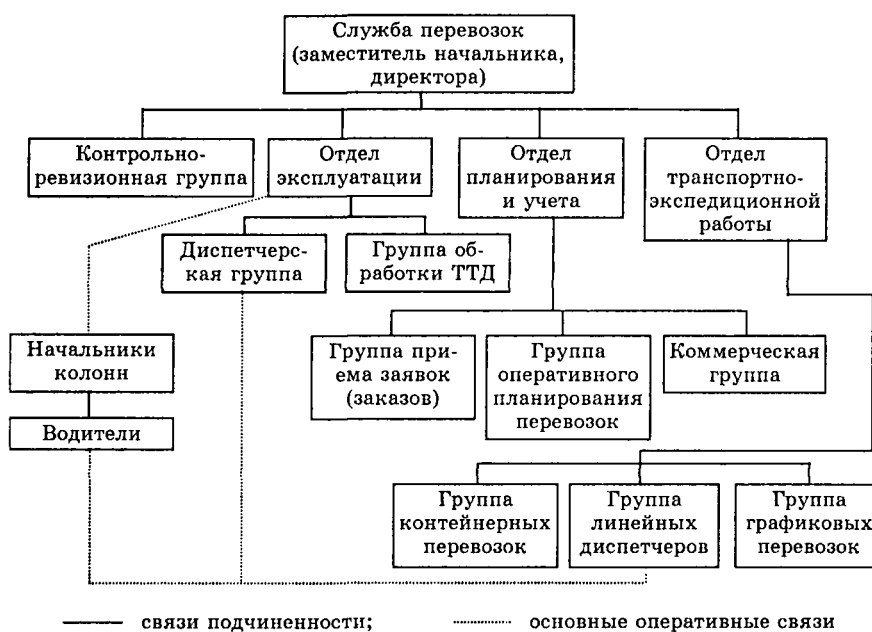 Служба перевозок
(заместитель начальника,
директора)
Контрольно-
ревизионная группа
Отдел
эксплуатации
Отдел
планирования
и учета
Отдел
транспортно-
экспедиционной
работы
Диспетчерс-
кая группа
Группа об-
работки ТТД
Начальники
колонн
Водители
Группа при-
ема заявок
(заказов)
Группа
оперативного
планирования
перевозок
Коммерческая
группа
Группа
контейнерных
перевозок
Группа
линейных
диспетчеров
Группа
графиковых
перевозок
связи подчиненности;
основные оперативные связи